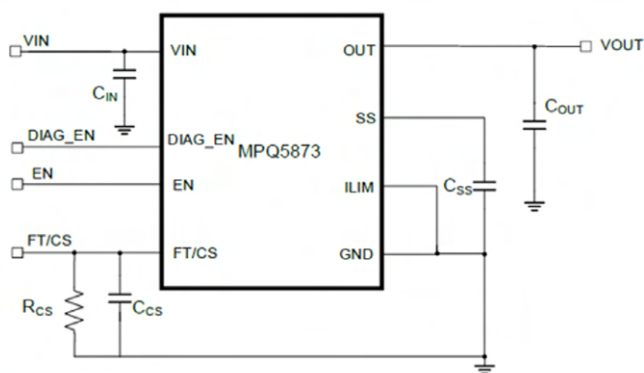 VIN
VIN
OUT
VOUT
CIN
COUT
SS
DIAG_EN
DIAG_EN
MPQ5873
EN
EN
ILIM
CSS
FT/CS
FT/CS
GND
RCS
CCS